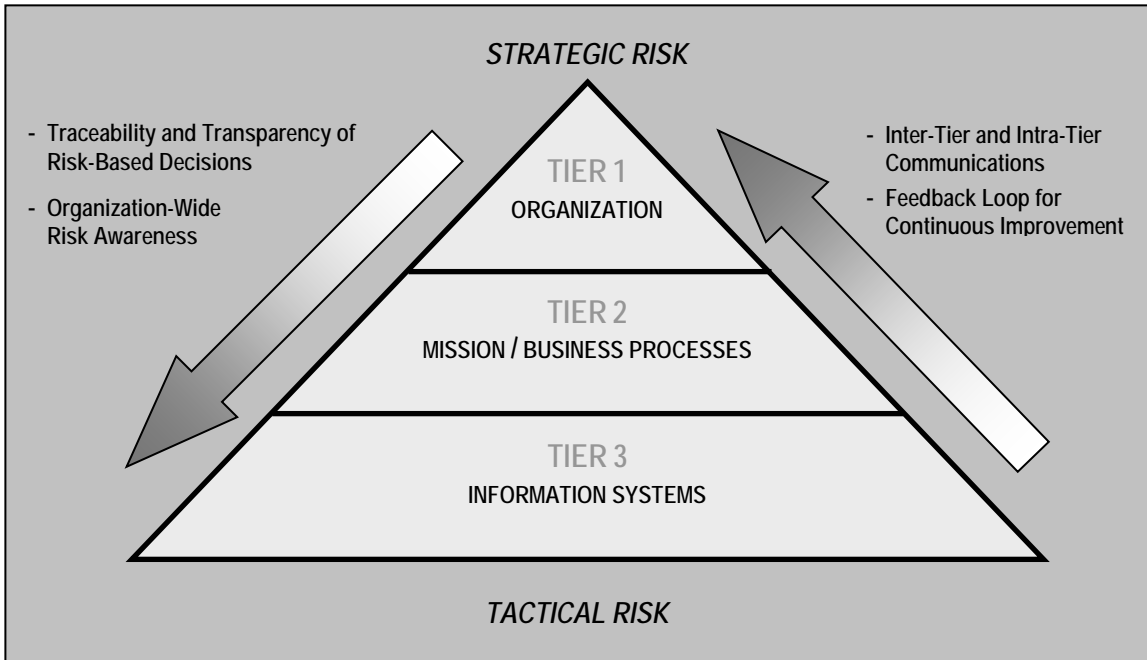 STRATEGIC RISK
- Traceability and Transparency of
Risk-Based Decisions
- Organization-Wide
Risk Awareness
- Inter-Tier and Intra-Tier
Communications
- Feedback Loop for
Continuous Improvement
TIER 1
ORGANIZATION
TIER 2
MISSION / BUSINESS PROCESSES
TIER 3
INFORMATION SYSTEMS
TACTICAL RISK